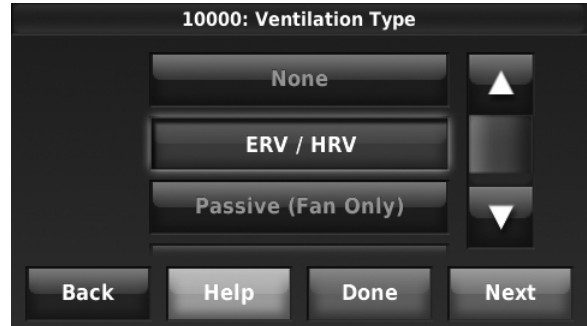 10000: Ventilation Type
None
ERV / HRV
Passive (Fan Only)
Back Help Done Next